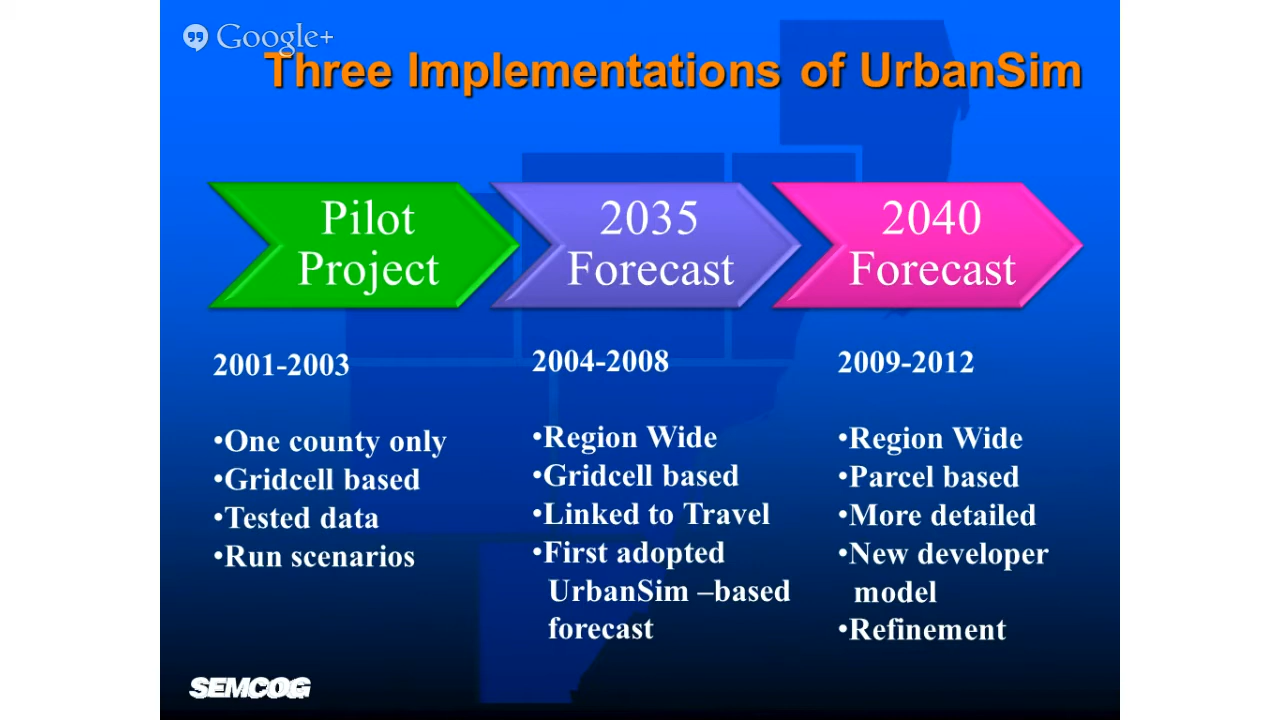 Google+
Three Implementations of UrbanSim
Pilot
Project
2035
Forecast
2040
Forecast
2001-2003
•One county only
•Gridcell based
•Tested data
•Run scenarios
2004-2008
•Region Wide
•Gridcell based
•Linked to Travel
•First adopted
UrbanSim –based
forecast
2009-2012
•Region Wide
•Parcel based
•More detailed
•New developer
model
•Refinement
SEMCOG